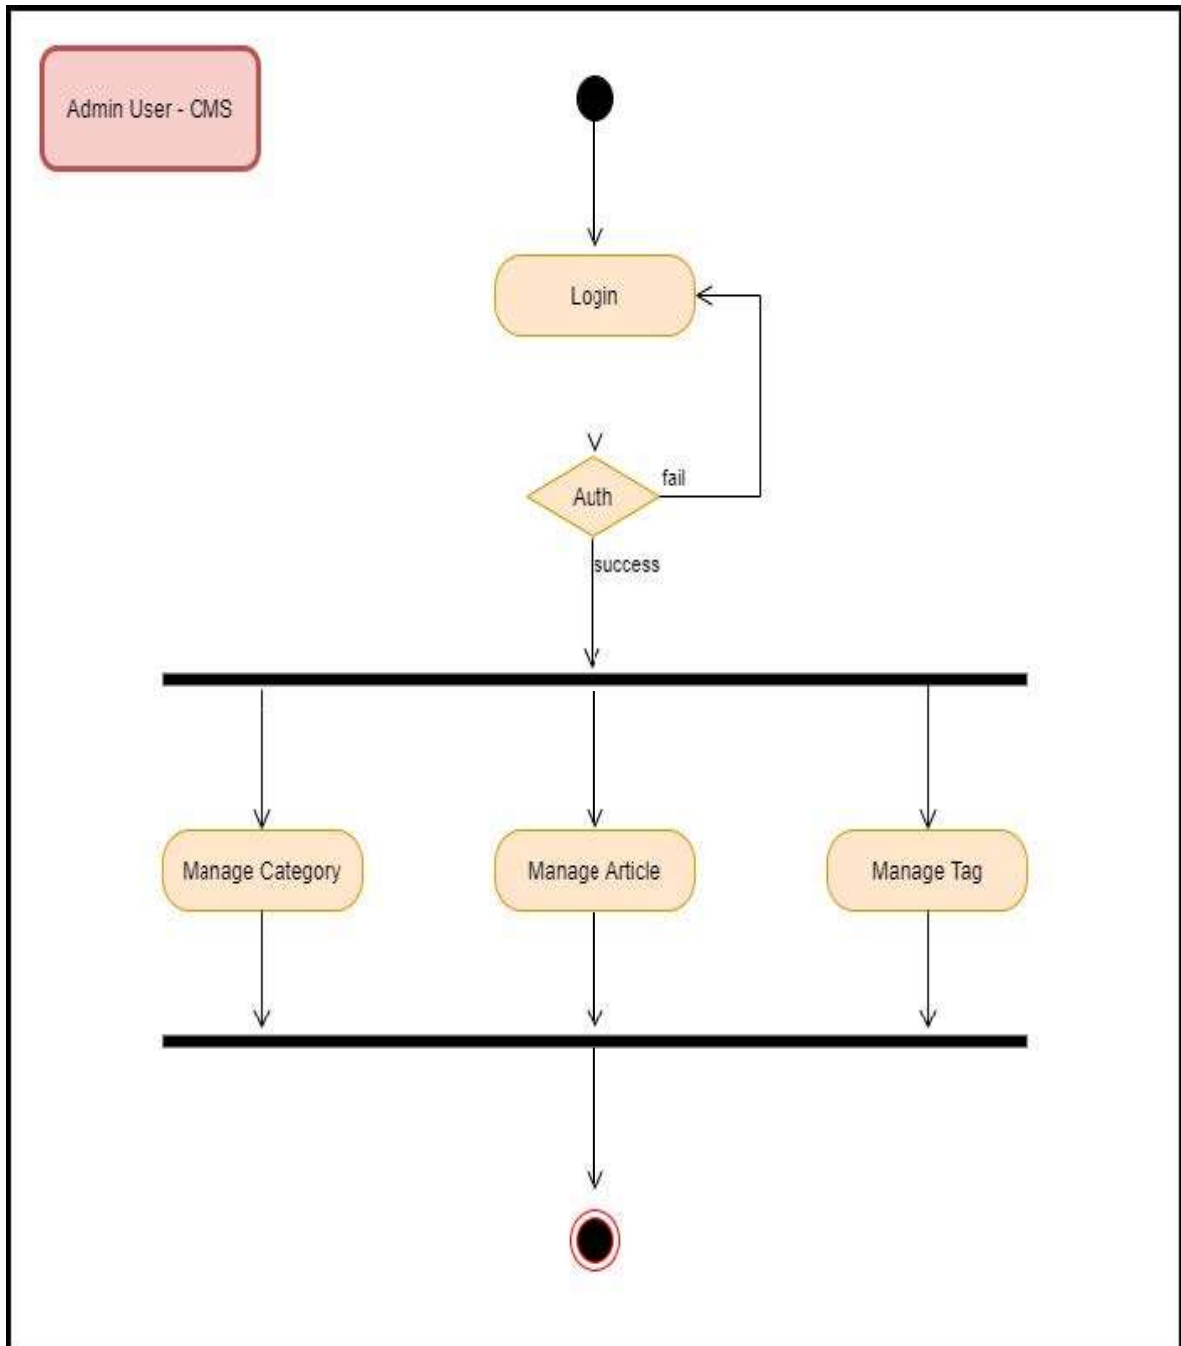 Admin User - CMS
Login
Auth
fail
success
Manage Category
Manage Article
Manage Tag